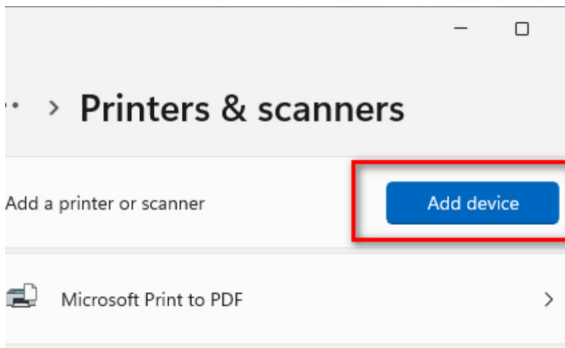 Printers & scanners
Add a printer or scanner
Add device
Microsoft Print to PDF